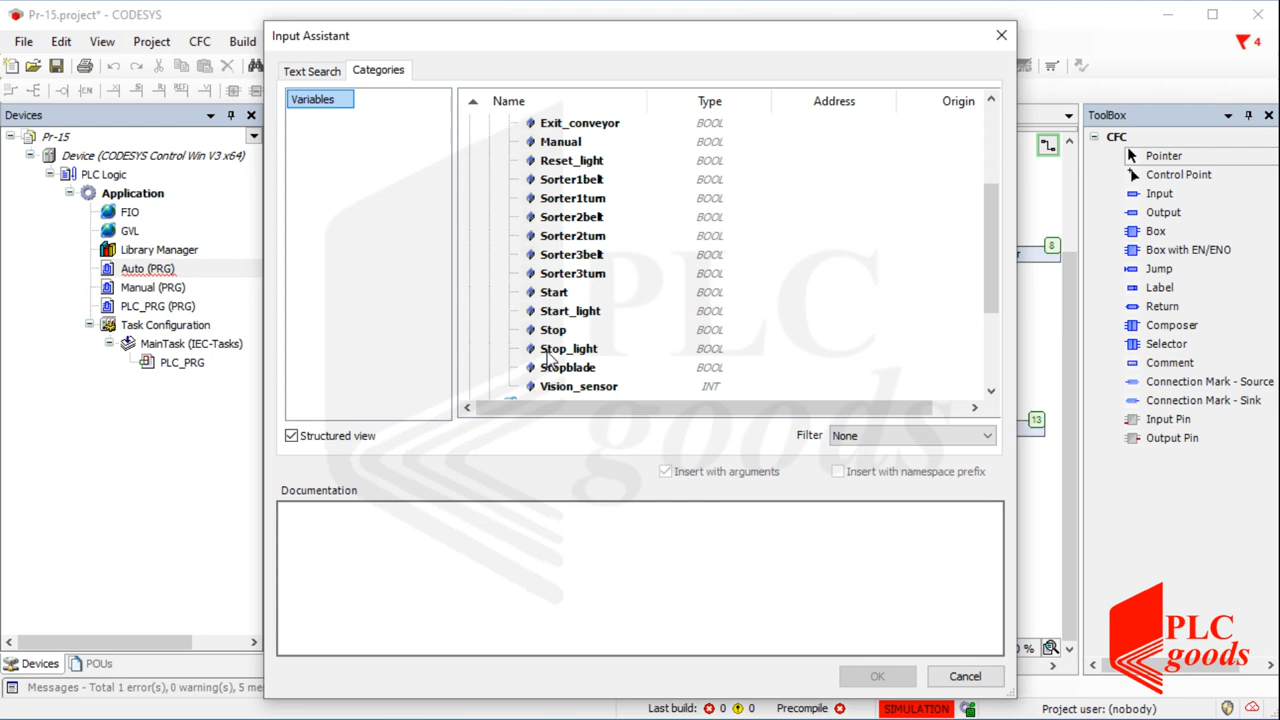 Pr-15.project* - CODESYS
File Edit View Project CFC Build
4
Devices
Pr-15
Device (CODESYS Control Win V3 x64)
PLC Logic
Application
FIO
GVL
Library Manager
Auto (PRG)
Manual (PRG)
PLC_PRG (PRG)
Task Configuration
MainTask (IEC-Tasks)
PLC_PRG
Devices POUs
Input Assistant
Text Search Categories
Variables
Name Type Address Origin
Exit_conveyor BOOL
Manual BOOL
Reset_light BOOL
Sorter1belt BOOL
Sorter1turn BOOL
Sorter2belt BOOL
Sorter2turn BOOL
Sorter3belt BOOL
Sorter3turn BOOL
Start BOOL
Start_light BOOL
Stop BOOL
Stop_light BOOL
Stopblade BOOL
Vision_sensor INT
Structured view
Filter None
Insert with arguments Insert with namespace prefix
Documentation
OK Cancel
8
13
%
ToolBox
CFC
Pointer
Control Point
Input
Output
Box
Box with EN/ENO
Jump
Label
Return
Composer
Selector
Comment
Connection Mark - Source
Connection Mark - Sink
Input Pin
Output Pin
PLC
goods
PLC
goods
Messages - Total 1 error(s), 0 warning(s), 5 me
Last build: 0 0 Precompile SIMULATION Project user: (nobody)